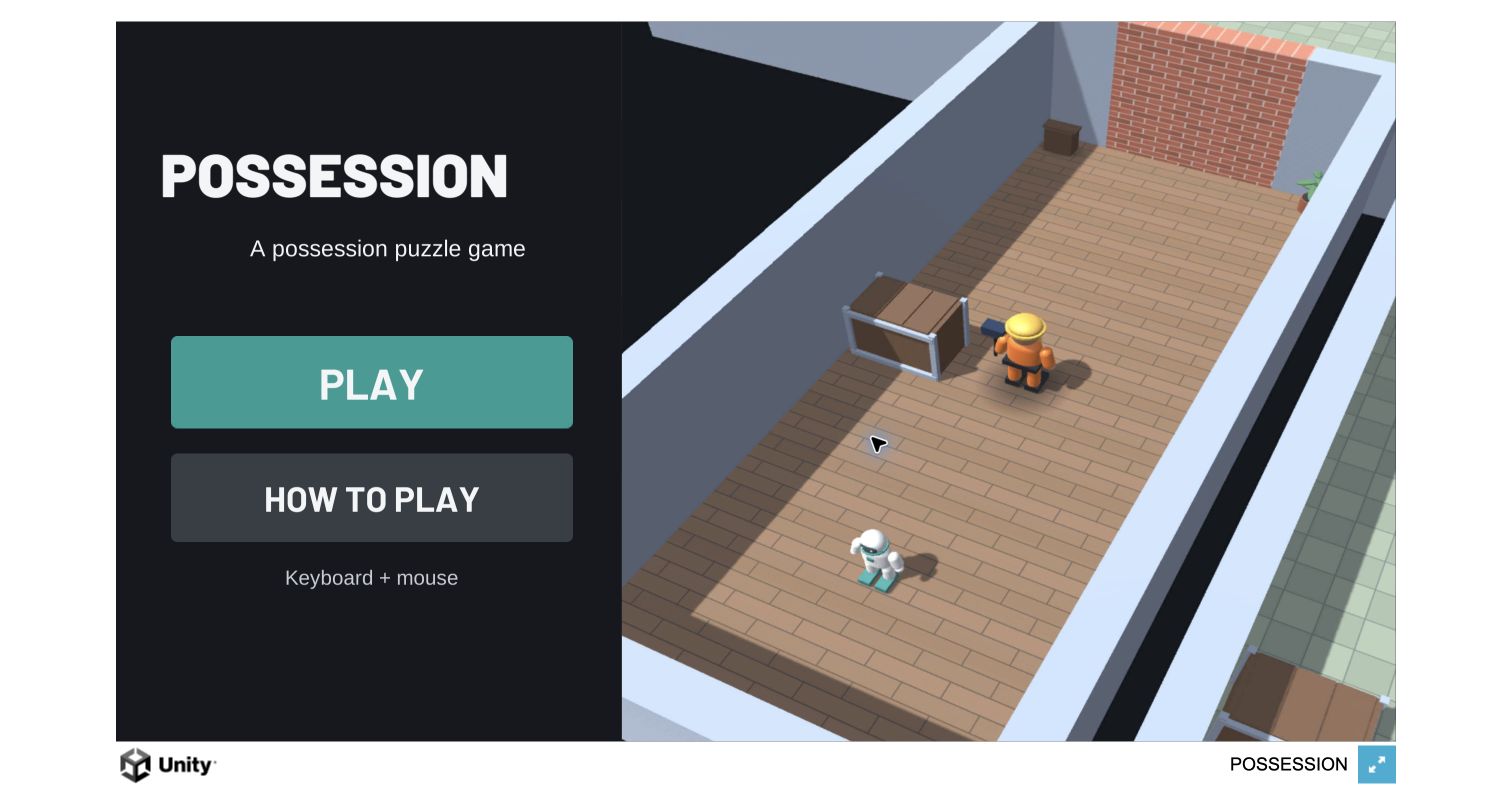 POSSESSION
A possession puzzle game
PLAY
HOW TO PLAY
Keyboard + mouse
Unity
POSSESSION